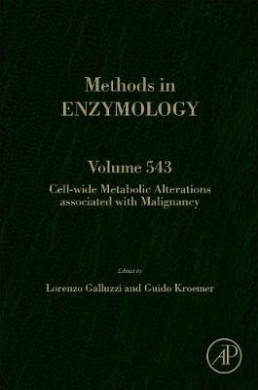 Methods in
ENZYMOLOGY
Volume 543
Cell-wide Metabolic Alterations
associated with Malignancy
Edited by
Lorenzo Galluzzi and Guido Kroemer
AP